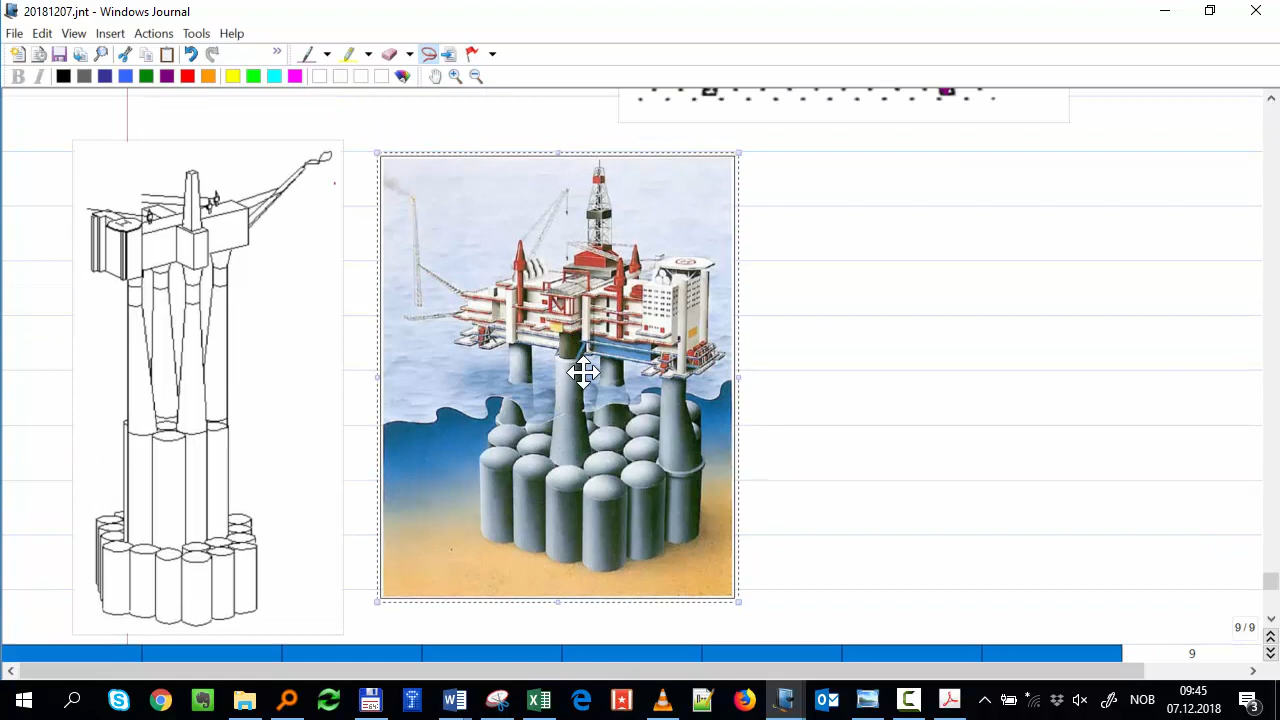 20181207.jnt - Windows Journal
File Edit View Insert Actions Tools Help
»
B I
9 / 9
9
NOB
09:45
07.12.2018
3